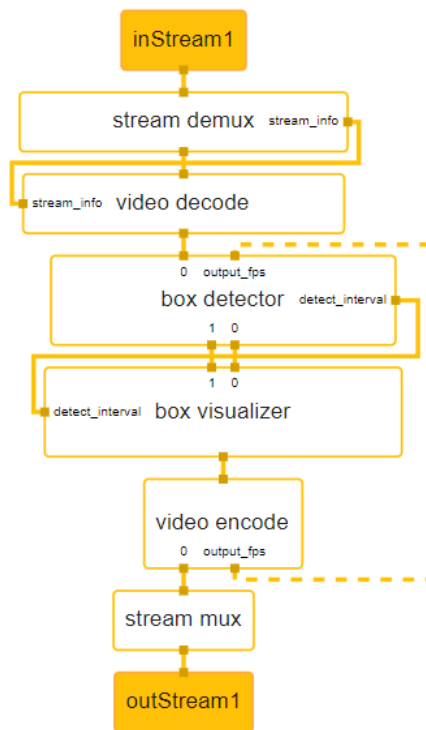 inStream1
stream demux stream_info
stream_info video decode
0 output_fps
box detector detect_interval
1 0
1 0
detect_interval box visualizer
video encode
0 output_fps
stream mux
outStream1